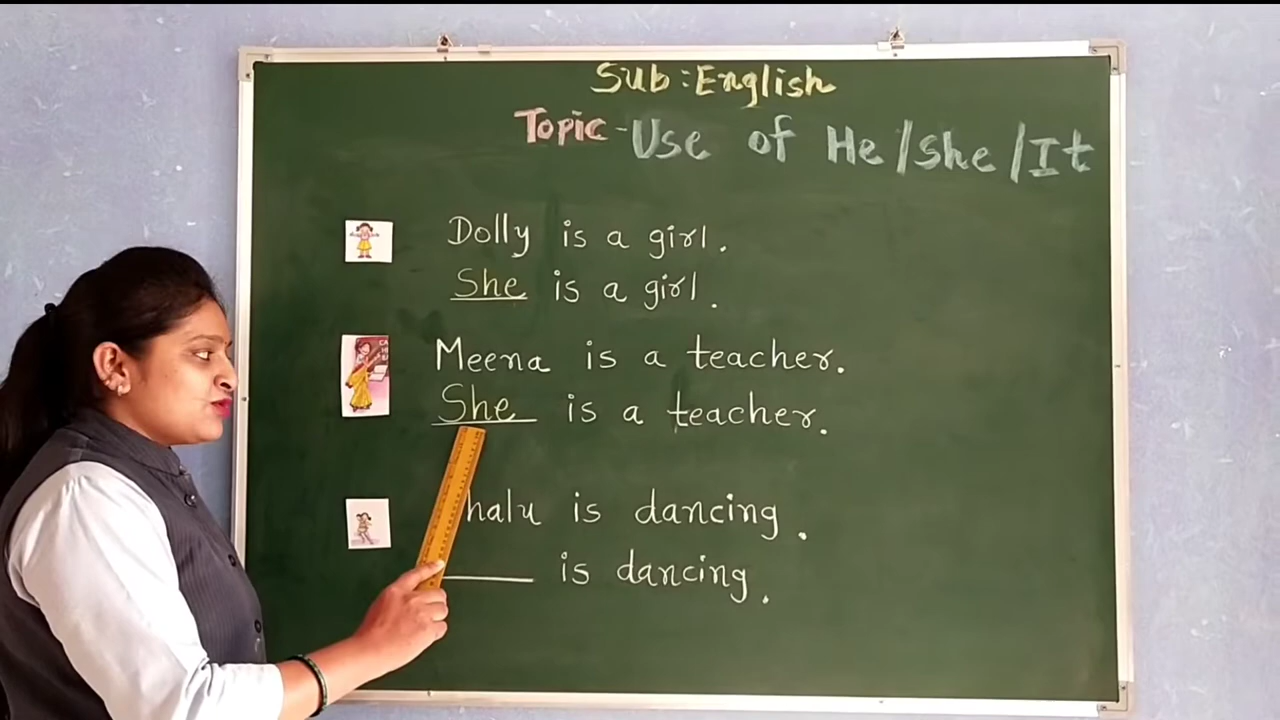 Sub : English
Topic - Use of He/She/It
Dolly is a girl.
She is a girl.
Meena is a teacher.
She is a teacher.
is dancing.
____ is dancing.